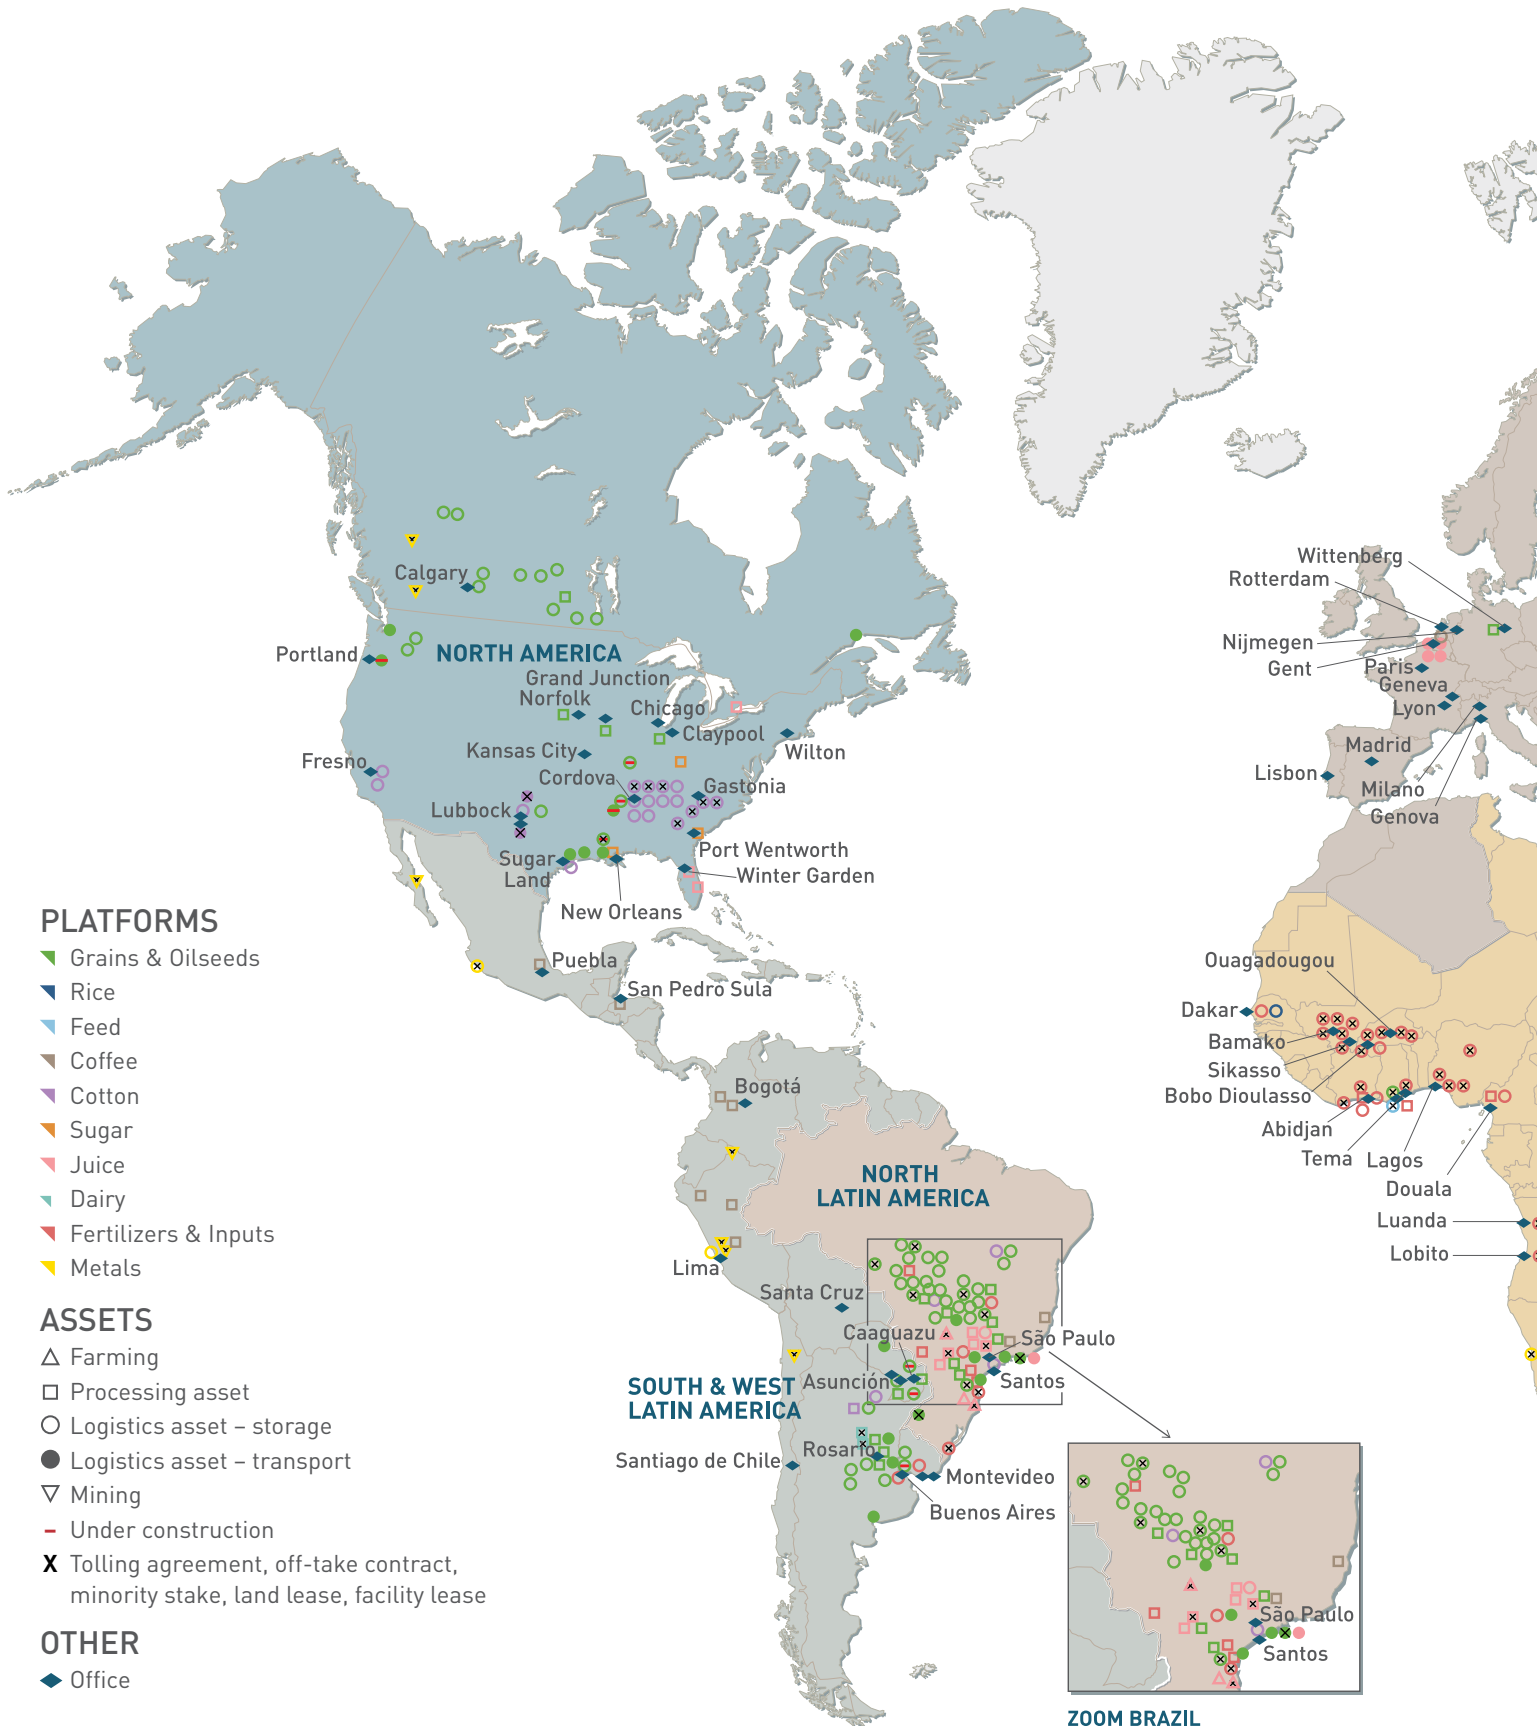 Wittenberg
Rotterdam
Calgary
Nijmegen
Portland
NORTH AMERICA
Gent
Paris
Grand Junction
Geneva
Norfolk
Chicago
Lyon
Claypool
Madrid
Kansas City
Wilton
Fresno
Lisbon
Cordova
Gastonia
Milano
Lubbock
Genova
Port Wentworth
Sugar
Land
Winter Garden
New Orleans
PLATFORMS
Grains & Oilseeds
Rice
Feed
Coffee
Cotton
Sugar
Juice
Dairy
Fertilizers & Inputs
Metals
ASSETS
Farming
Processing asset
Logistics asset – storage
Logistics asset – transport
Mining
Under construction
X Tolling agreement, off-take contract,
minority stake, land lease, facility lease
OTHER
Office
Puebla
San Pedro Sula
Ouagadougou
Dakar
Bamako
Sikasso
Bobo Dioulasso
Abidjan
Tema
Lagos
Douala
Luanda
Lobito
Bogotá
NORTH
LATIN AMERICA
Lima
Santa Cruz
Caaguazu
São Paulo
Asunción
Santos
SOUTH & WEST
LATIN AMERICA
Rosario
Santiago de Chile
Montevideo
Buenos Aires
São Paulo
Santos
ZOOM BRAZIL